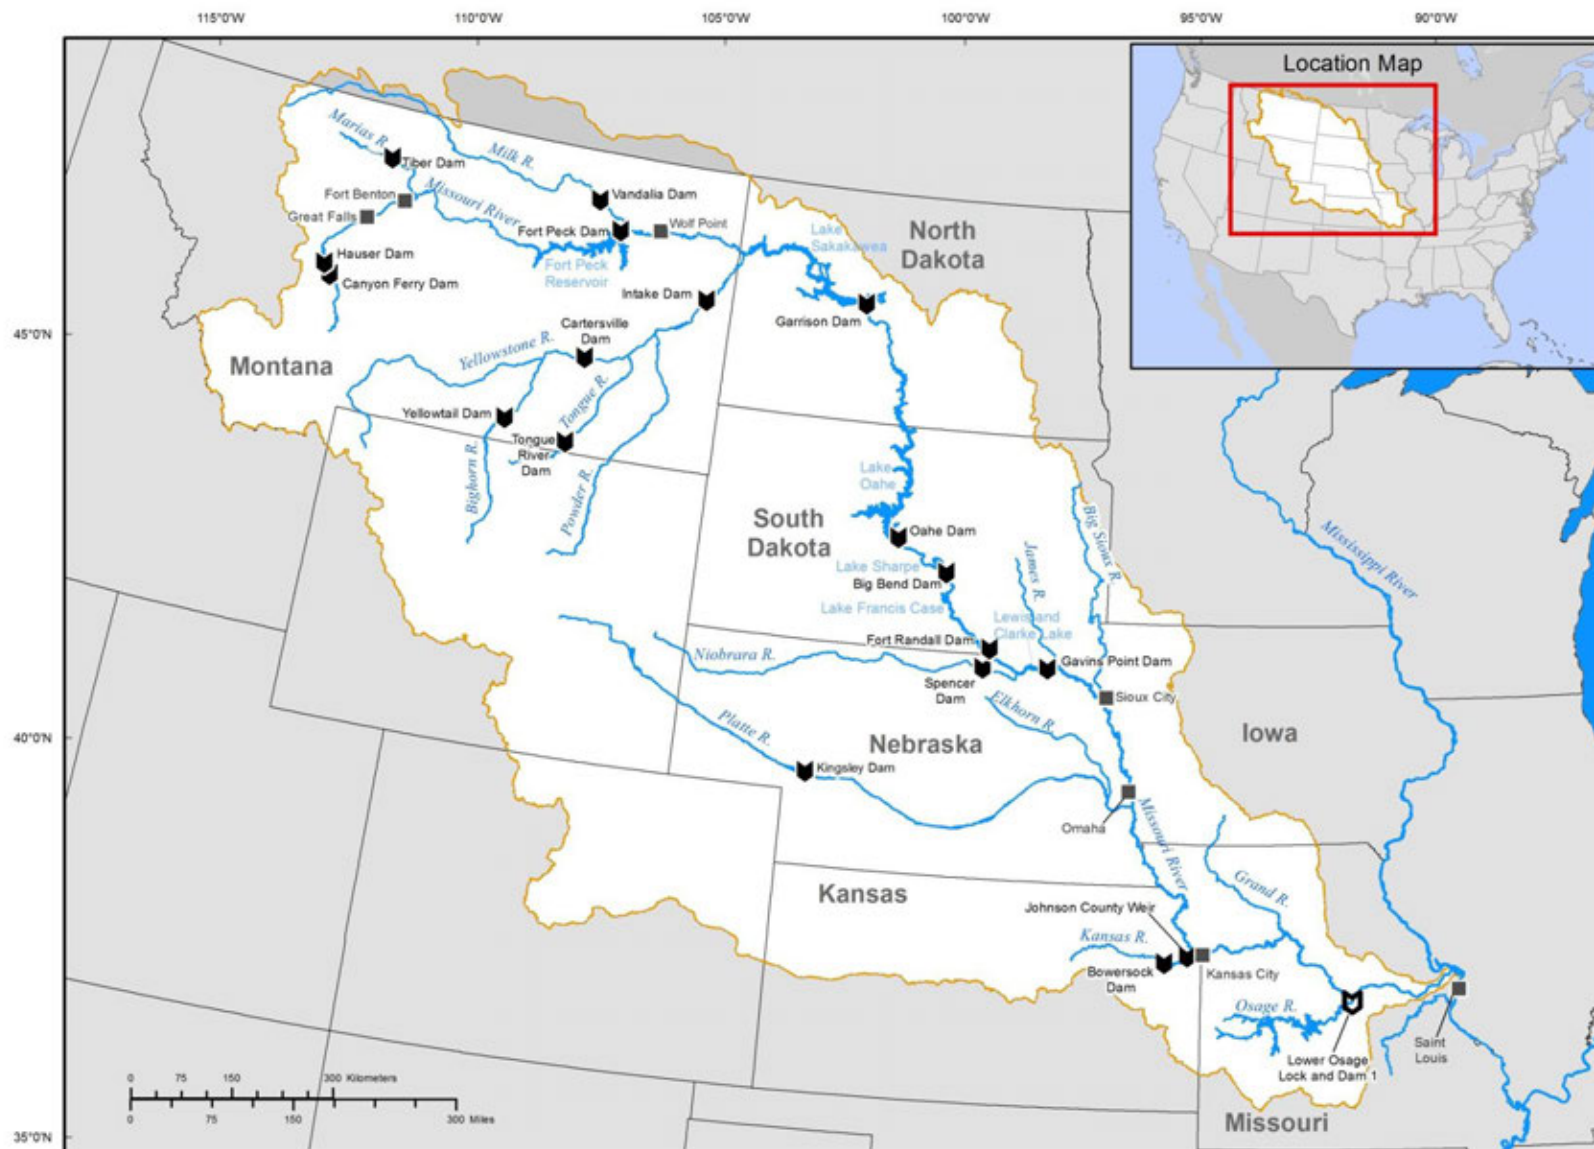 115°0'W
110°0'W
105°0'W
100°0'W
95°0'W
90°0'W
Location Map
Marias R.
Tiber Dam
Milk R.
Fort Benton
Missouri River
Vandalia Dam
Great Falls
Fort Peck Dam
Wolf Point
Lake
Sakakawea
North
Dakota
Hauser Dam
Canyon Ferry Dam
Fort Peck
Reservoir
Intake Dam
Garrison Dam
45°0'N
Cartersville
Dam
Montana
Yellowstone R.
Yellowtail Dam
Tongue R.
Tongue
River
Dam
Bighorn R.
Powder R.
Lake
Oahe
South
Dakota
Oahe Dam
Big Sioux R.
James R.
Mississippi River
Lake Sharpe
Big Bend Dam
Lake Francis Case
Lewis and
Clarke Lake
Fort Randall Dam
Niobrara R.
Gavins Point Dam
Spencer
Dam
Sioux City
Elkhorn R.
Platte R.
40°0'N
Nebraska
Iowa
Kingsley Dam
Omaha
Missouri River
Kansas
Grand R.
Johnson County Weir
Kansas R.
Bowersock
Dam
Kansas City
Osage R.
Saint
Louis
Lower Osage
Lock and Dam 1
0 75 150 300 Kilometers
0 75 150 300 Miles
Missouri
35°0'N